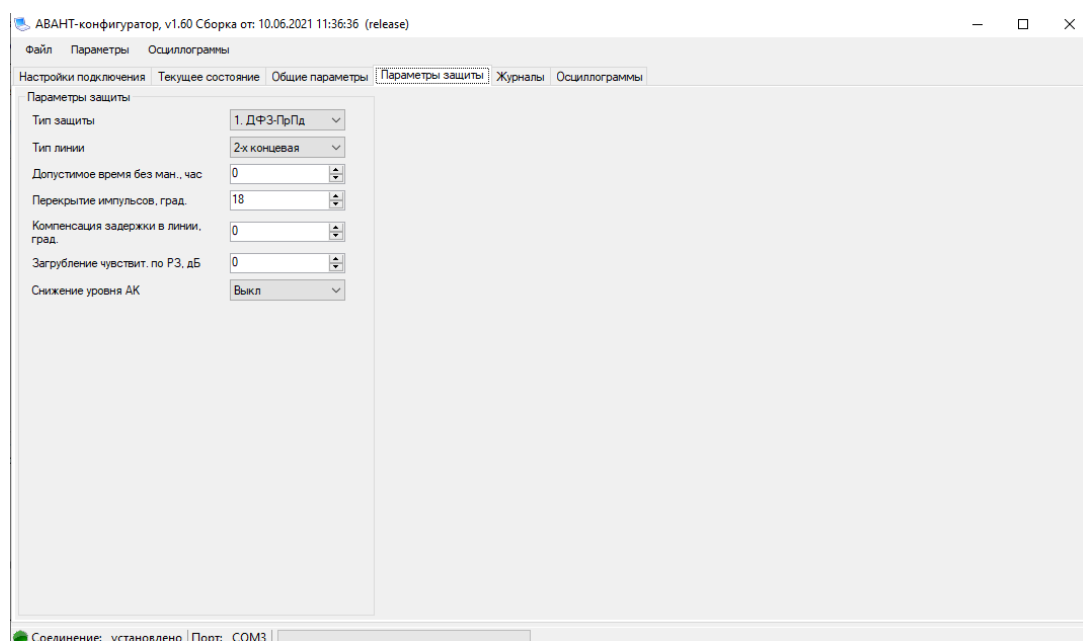 АВАНТ-конфигуратор, v1.60 Сборка от: 10.06.2021 11:36:36 (release)
Файл Параметры Осциллограммы
Настройки подключения Текущее состояние Общие параметры Параметры защиты Журналы Осциллограммы
Параметры защиты
Тип защиты 1. ДФЗ-ПрПд
Тип линии 2-х концевая
Допустимое время без ман., час 0
Перекрытие импульсов, град. 18
Компенсация задержки в линии, град. 0
Загрубление чувствит. по РЗ, дБ 0
Снижение уровня АК Выкл
Соединение: установлено Порт: COM3